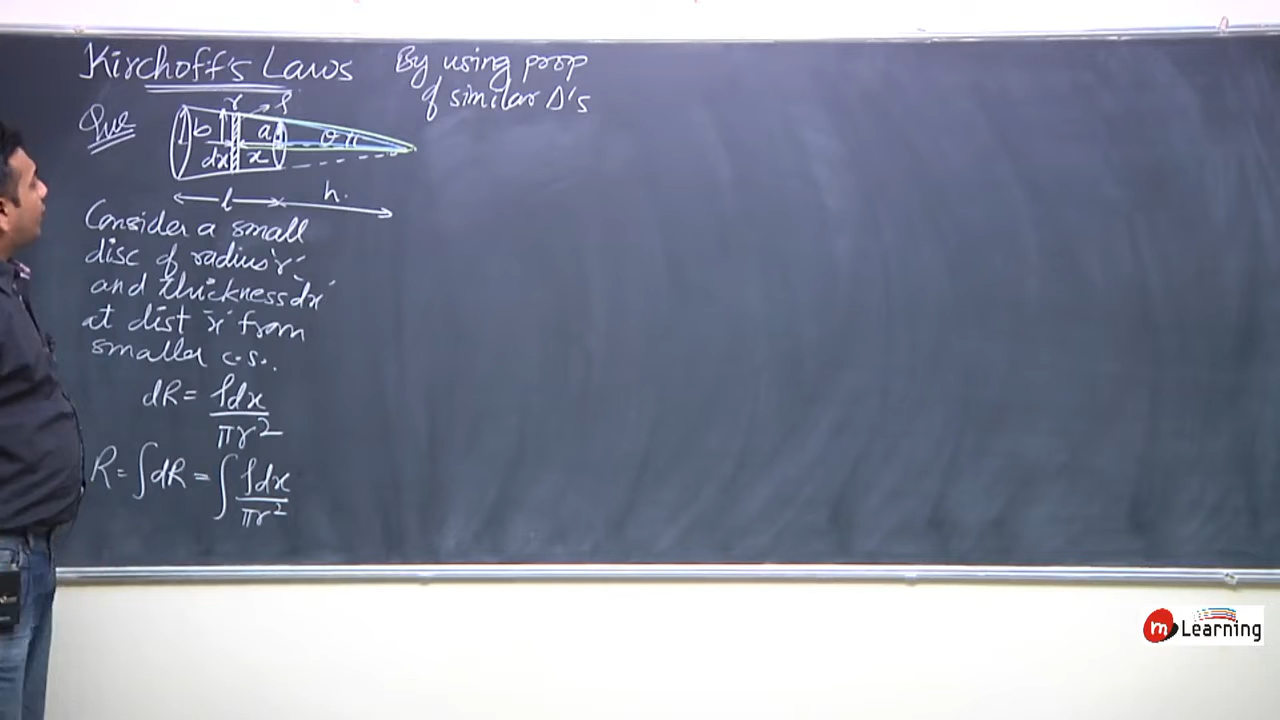 Kirchoff's Laws
Que
r ρ
b a θ
dx x
l h
Consider a small
disc of radius 'r'
and thickness 'dx'
at dist 'x' from
smaller c.s.
dR = ρdx / πr²
R = ∫dR = ∫ ρdx / πr²
By using prop
of similar Δ's
m Learning